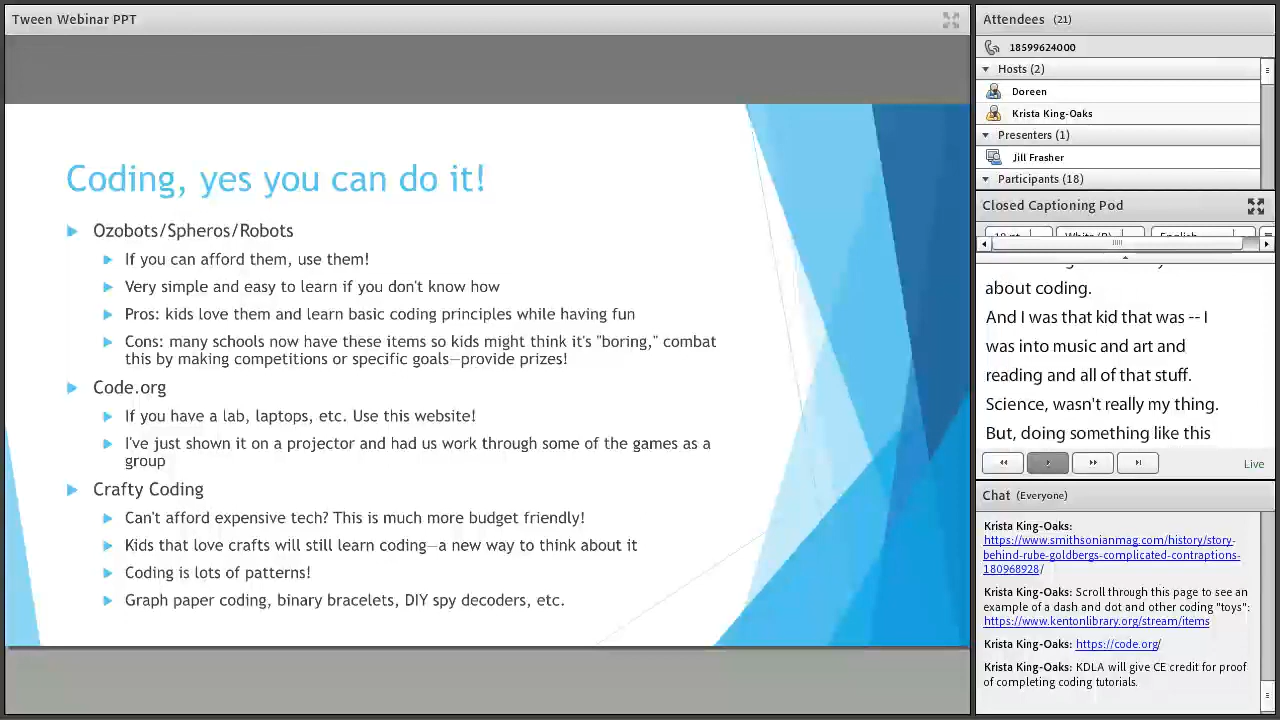 Tween Webinar PPT
Coding, yes you can do it!
Ozobots/Spheros/Robots
If you can afford them, use them!
Very simple and easy to learn if you don't know how
Pros: kids love them and learn basic coding principles while having fun
Cons: many schools now have these items so kids might think it's "boring," combat
this by making competitions or specific goals—provide prizes!
Code.org
If you have a lab, laptops, etc. Use this website!
I've just shown it on a projector and had us work through some of the games as a
group
Crafty Coding
Can't afford expensive tech? This is much more budget friendly!
Kids that love crafts will still learn coding—a new way to think about it
Coding is lots of patterns!
Graph paper coding, binary bracelets, DIY spy decoders, etc.
Attendees (21)
18599624000
Hosts (2)
Doreen
Krista King-Oaks
Presenters (1)
Jill Frasher
Participants (18)
Closed Captioning Pod
English
about coding.
And I was that kid that was -- I
was into music and art and
reading and all of that stuff.
Science, wasn't really my thing.
But, doing something like this
Live
Chat (Everyone)
Krista King-Oaks:
https://www.smithsonianmag.com/history/story-
behind-rube-goldbergs-complicated-contraptions-
180968928/
Krista King-Oaks: Scroll through this page to see an
example of a dash and dot and other coding "toys":
https://www.kentonlibrary.org/stream/items
Krista King-Oaks: https://code.org/
Krista King-Oaks: KDLA will give CE credit for proof
of completing coding tutorials.